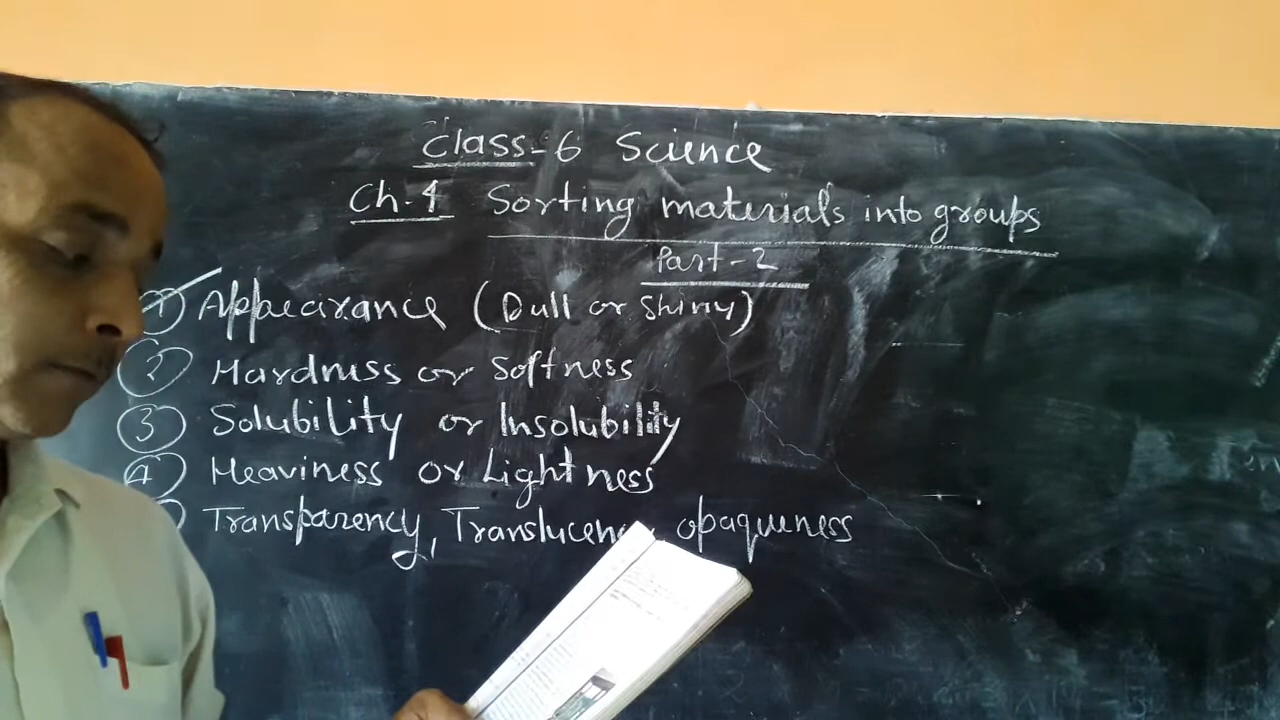 Class-6 Science
Ch.4 Sorting materials into groups
Part-2
1 Appearance (Dull or shiny)
2 Hardness or Softness
3 Solubility or Insolubility
4 Heaviness or Lightness
Transparency, opaqueness